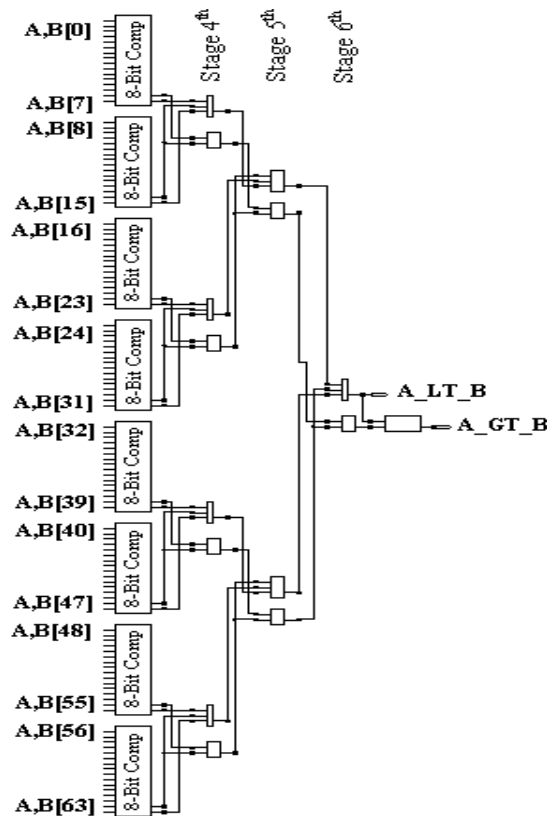 Stage 4th
Stage 5th
Stage 6th
A,B[0]
8-Bit Comp
A,B[7]
A,B[8]
8-Bit Comp
A,B[15]
A,B[16]
8-Bit Comp
A,B[23]
A,B[24]
8-Bit Comp
A,B[31]
A_LT_B
A_GT_B
A,B[32]
8-Bit Comp
A,B[39]
A,B[40]
8-Bit Comp
A,B[47]
A,B[48]
8-Bit Comp
A,B[55]
A,B[56]
8-Bit Comp
A,B[63]